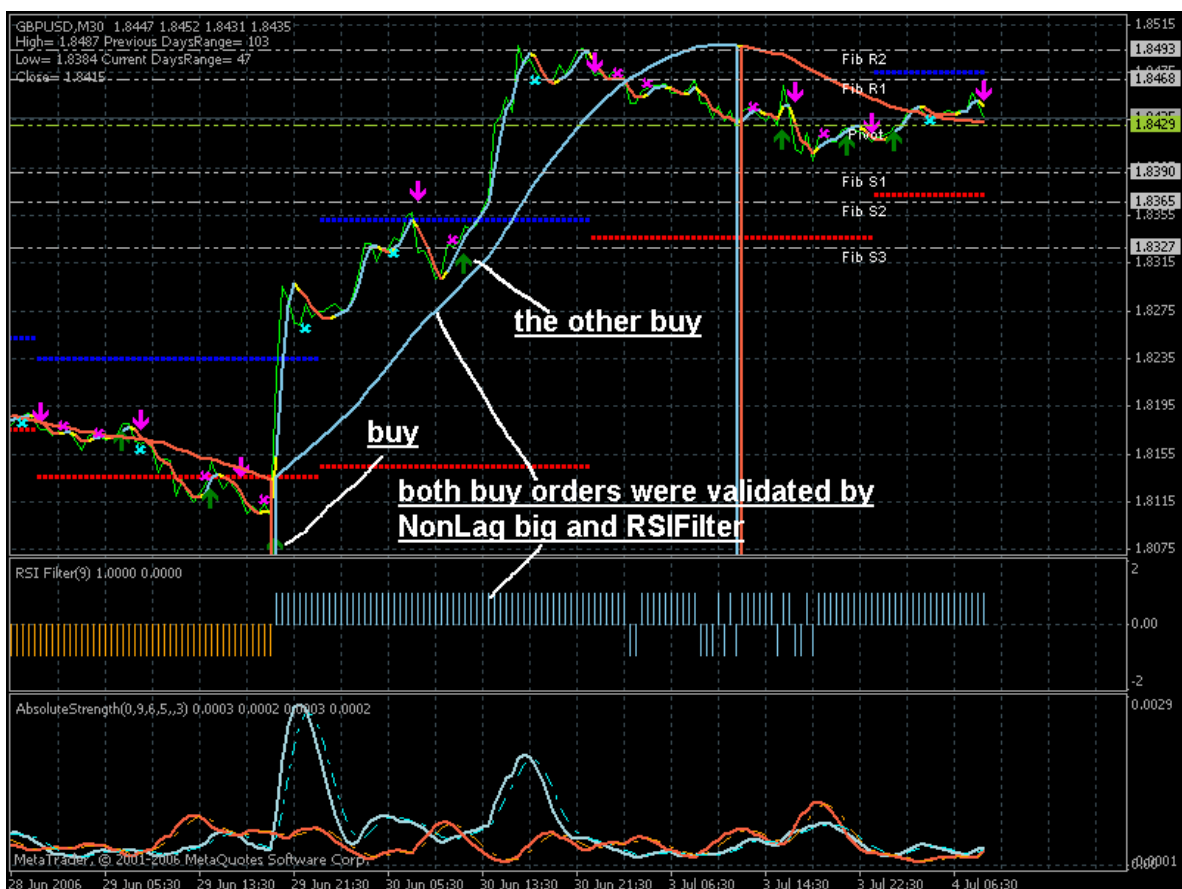 GBPUSD,M30 1.8447 1.8452 1.8431 1.8435
High= 1.8487 Previous DaysRange= 103
Low= 1.8384 Current DaysRange= 47
Close= 1.8415
1.8515
1.8493
Fib R2
1.8468
Fib R1
1.8429
Pivot
1.8390
Fib S1
1.8365
Fib S2
1.8355
1.8327
Fib S3
1.8315
1.8275
the other buy
1.8235
1.8195
buy
1.8155
both buy orders were validated by
NonLag big and RSIFilter
1.8115
1.8075
RSI Filter(9) 1.0000 0.0000
2
0.00
-2
AbsoluteStrength(0,9,6,5,,3) 0.0003 0.0002 0.0003 0.0002
0.0029
MetaTrader, © 2001-2006 MetaQuotes Software Corp.
28 Jun 2006 29 Jun 05:30 29 Jun 13:30 29 Jun 21:30 30 Jun 05:30 30 Jun 13:30 30 Jun 21:30 3 Jul 06:30 3 Jul 14:30 3 Jul 22:30 4 Jul 06:30